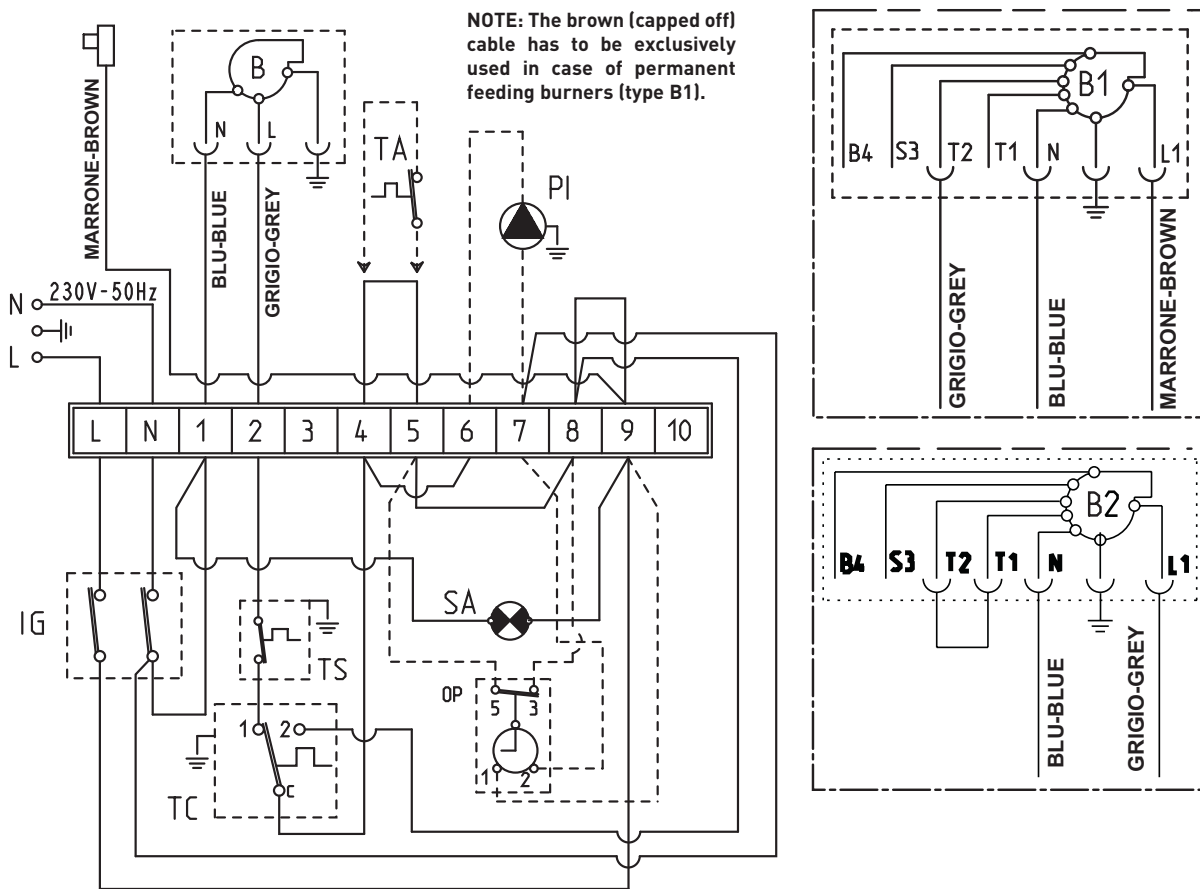 NOTE: The brown (capped off)
cable has to be exclusively
used in case of permanent
feeding burners (type B1).
MARRONE-BROWN
B
N L
BLU-BLUE
GRIGIO-GREY
TA
PI
N 230V-50Hz
L
L N 1 2 3 4 5 6 7 8 9 10
IG
TS
TC
1 2
C
SA
OP
5 3
1 2
B1
B4 S3 T2 T1 N L1
GRIGIO-GREY
BLU-BLUE
MARRONE-BROWN
B2
B4 S3 T2 T1 N L1
BLU-BLUE
GRIGIO-GREY